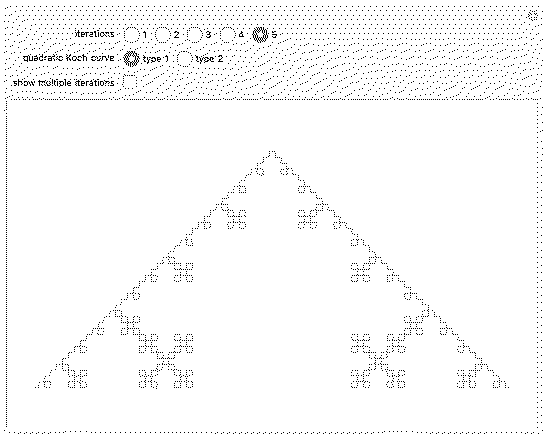 iterations 1 2 3 4 5
quadratic Koch curve type 1 type 2
show multiple iterations